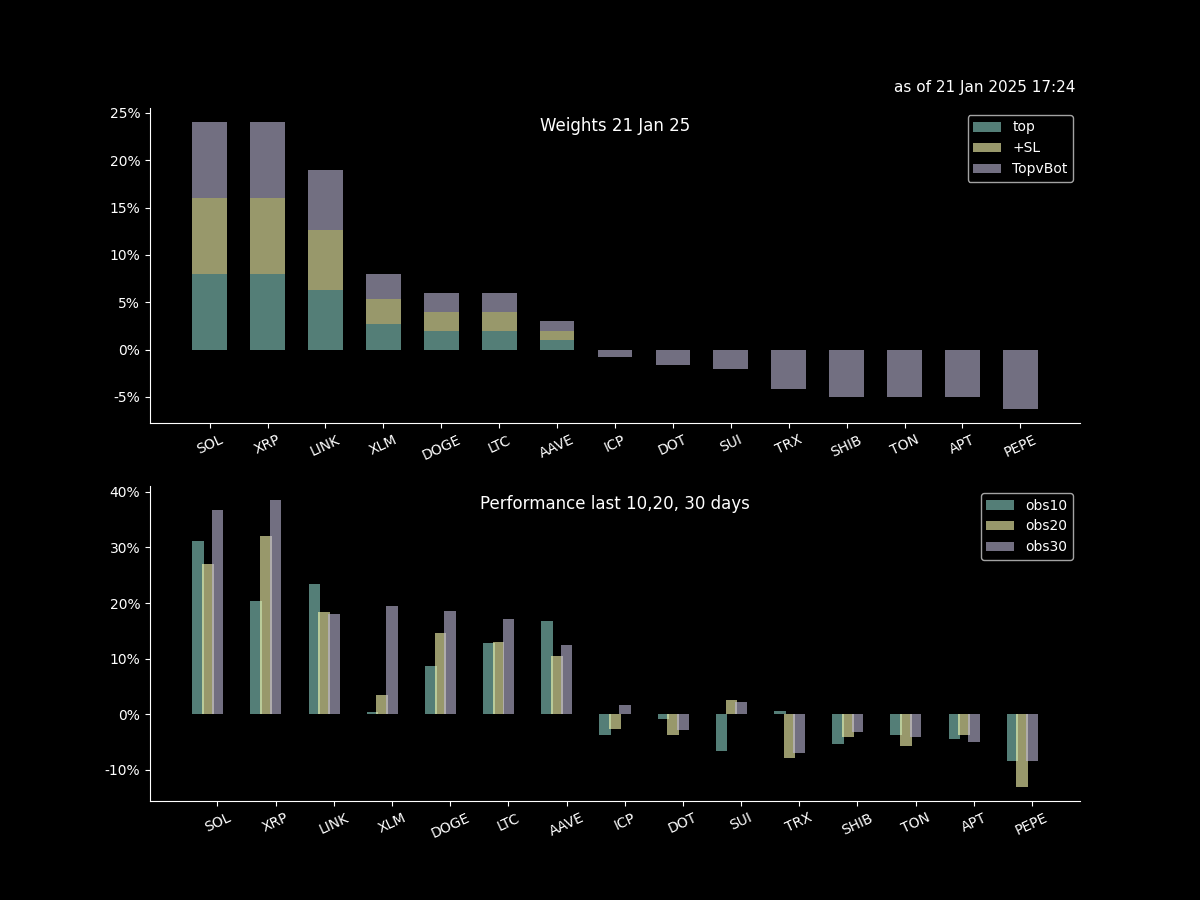 as of 21 Jan 2025 17:24
Weights 21 Jan 25
25%
20%
15%
10%
5%
0%
-5%
top
+SL
TopvBot
SOL XRP LINK XLM DOGE LTC AAVE ICP DOT SUI TRX SHIB TON APT PEPE
Performance last 10,20, 30 days
40%
30%
20%
10%
0%
-10%
obs10
obs20
obs30
SOL XRP LINK XLM DOGE LTC AAVE ICP DOT SUI TRX SHIB TON APT PEPE